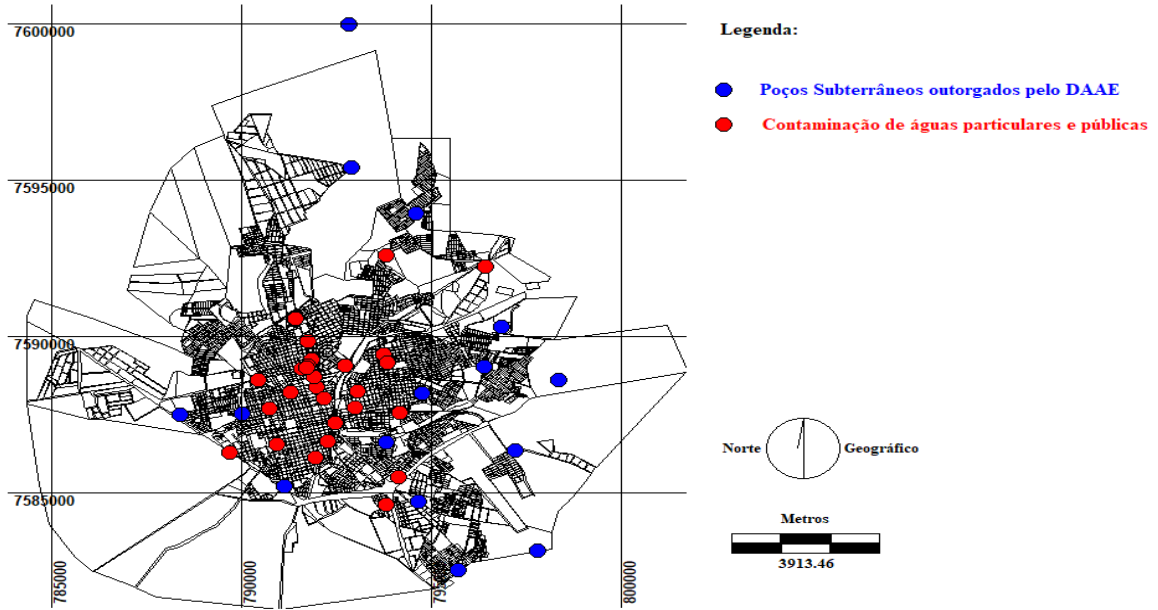 7600000
Legenda:
Poços Subterrâneos outorgados pelo DAAE
Contaminação de águas particulares e públicas
7595000
7590000
Norte
Geográfico
7585000
Metros
3913.46
785000
790000
800000